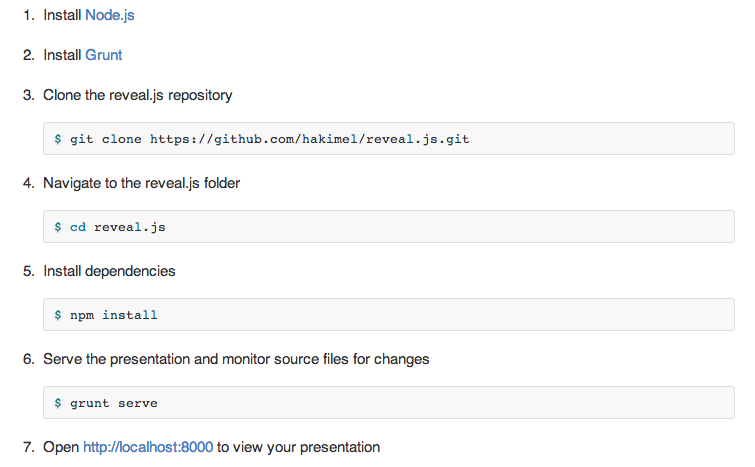 1. Install Node.js
2. Install Grunt
3. Clone the reveal.js repository
$ git clone https://github.com/hakimel/reveal.js.git
4. Navigate to the reveal.js folder
$ cd reveal.js
5. Install dependencies
$ npm install
6. Serve the presentation and monitor source files for changes
$ grunt serve
7. Open http://localhost:8000 to view your presentation